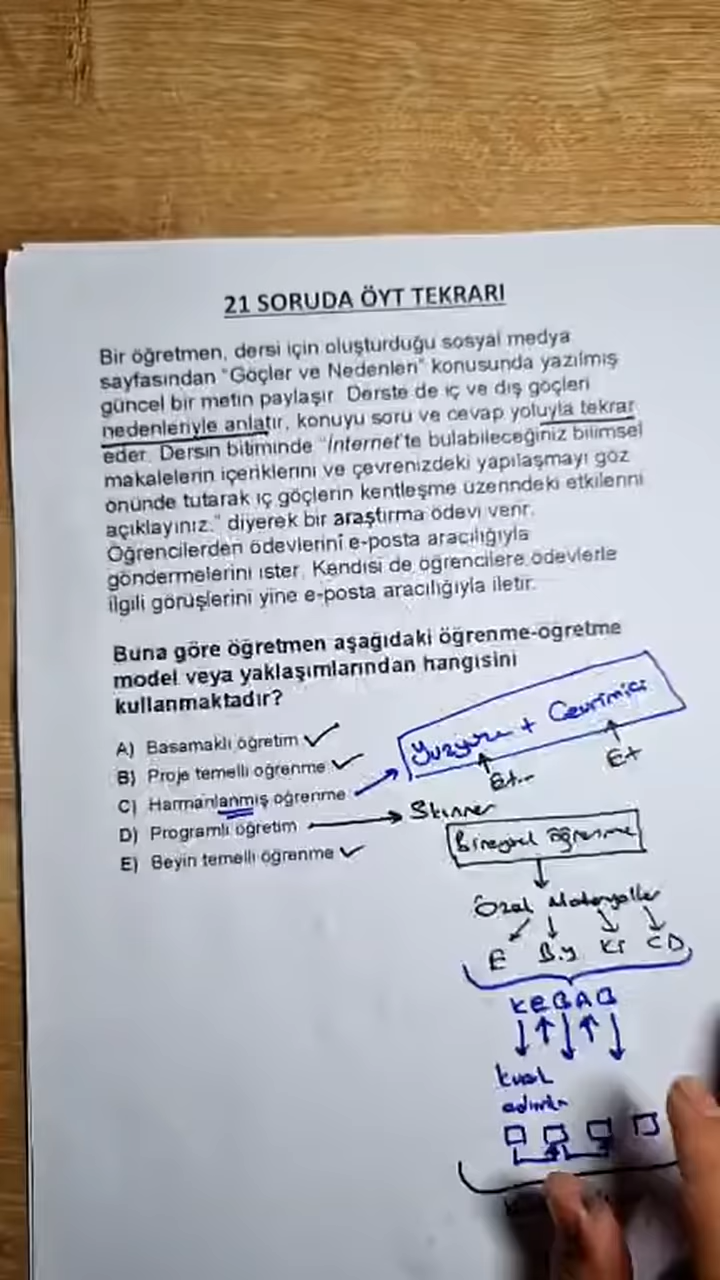 21 SORUDA ÖYT TEKRARI
Bir öğretmen, dersi için oluşturduğu sosyal medya
sayfasından "Göçler ve Nedenleri" konusunda yazılmış
güncel bir metin paylaşır. Derste de iç ve dış göçleri
nedenleriyle anlatır, konuyu soru ve cevap yoluyla tekrar
eder. Dersin bitiminde "İnternet'te bulabileceğiniz bilimsel
makalelerin içeriklerini ve çevrenizdeki yapılaşmayı göz
önünde tutarak iç göçlerin kentleşme üzerindeki etkilerini
açıklayınız." diyerek bir araştırma ödevi verir.
Öğrencilerden ödevlerini e-posta aracılığıyla
göndermelerini ister. Kendisi de öğrencilere ödevlerle
ilgili görüşlerini yine e-posta aracılığıyla iletir.
Buna göre öğretmen aşağıdaki öğrenme-öğretme
model veya yaklaşımlarından hangisini
kullanmaktadır?
A) Basamaklı öğretim
B) Proje temelli öğrenme
C) Harmanlanmış öğrenme
D) Programlı öğretim
E) Beyin temelli öğrenme
Yüzyüze + Çevrimiçi
Et-
Et
Skinner
Bireysel öğrenme
Özel Materyaller
E B.y Kt CD
KEBAB